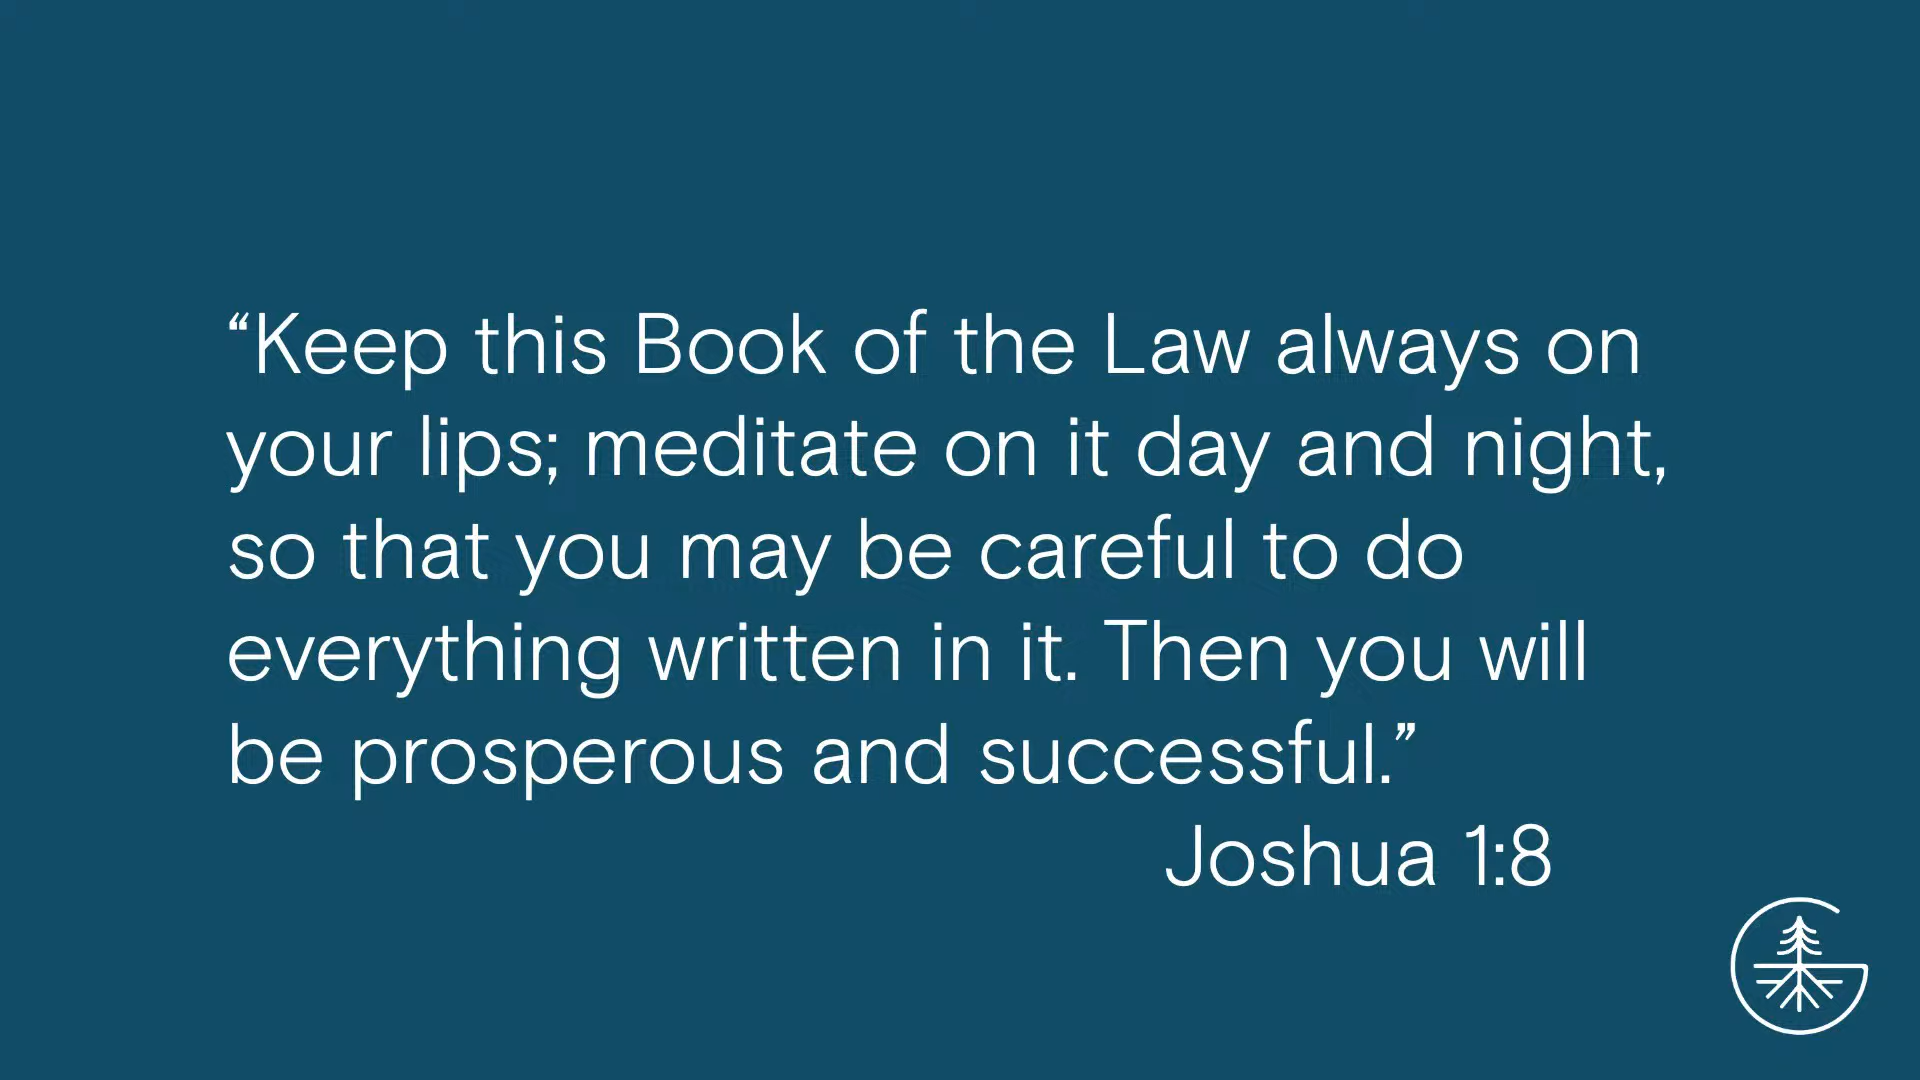 “Keep this Book of the Law always on
your lips; meditate on it day and night,
so that you may be careful to do
everything written in it. Then you will
be prosperous and successful.”
Joshua 1:8